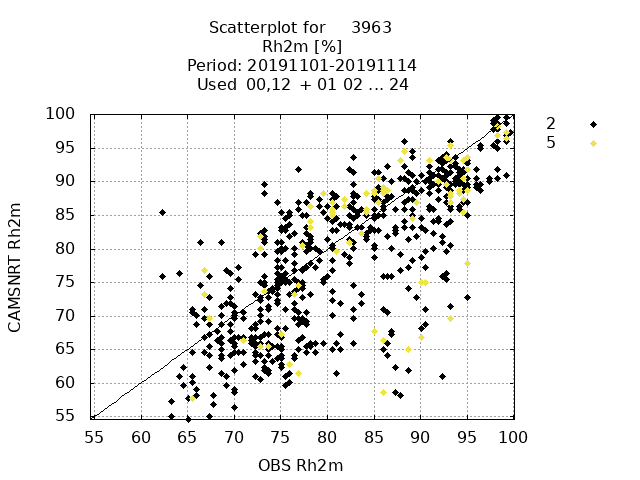 Scatterplot for 3963
Rh2m [%]
Period: 20191101-20191114
Used 00,12 + 01 02 ... 24
100
95
90
85
80
75
70
65
60
55
CAMSNRT Rh2m
55 60 65 70 75 80 85 90 95 100
OBS Rh2m
2
5